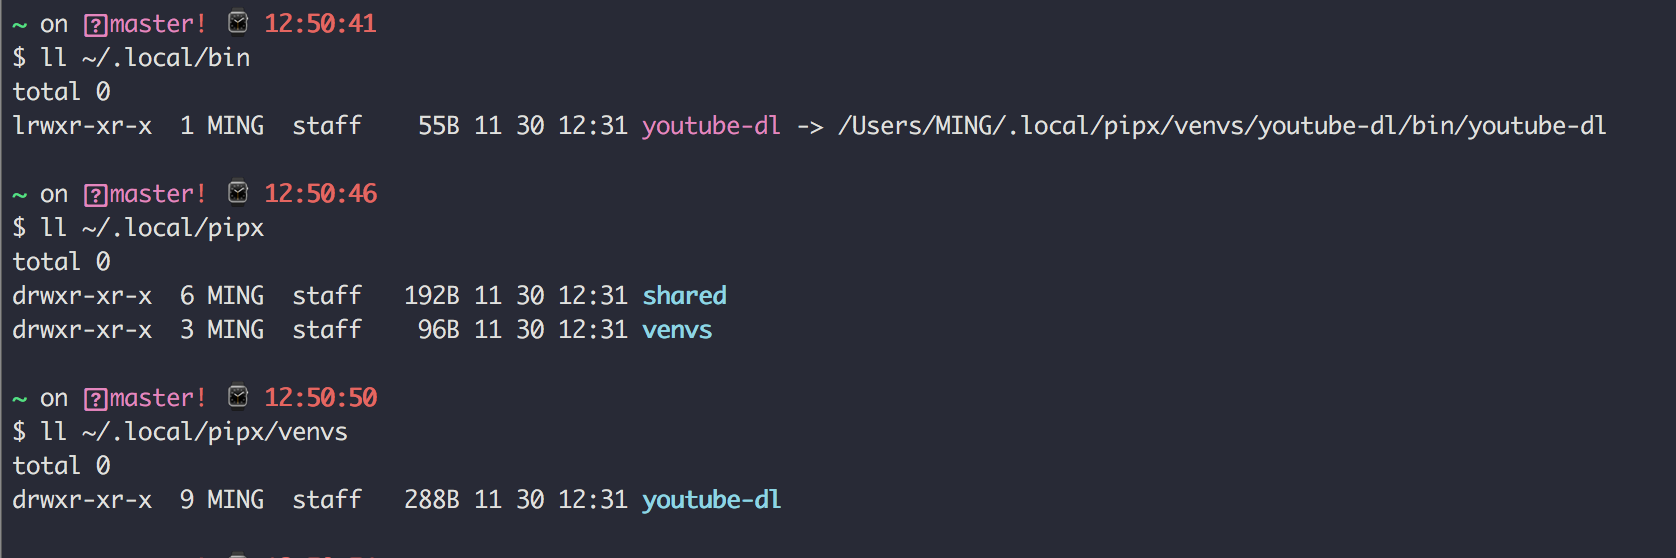 ~ on master! ⌚ 12:50:41
$ ll ~/.local/bin
total 0
lrwxr-xr-x  1 MING  staff    55B 11 30 12:31 youtube-dl -> /Users/MING/.local/pipx/venvs/youtube-dl/bin/youtube-dl
~ on master! ⌚ 12:50:46
$ ll ~/.local/pipx
total 0
drwxr-xr-x  6 MING  staff   192B 11 30 12:31 shared
drwxr-xr-x  3 MING  staff    96B 11 30 12:31 venvs
~ on master! ⌚ 12:50:50
$ ll ~/.local/pipx/venvs
total 0
drwxr-xr-x  9 MING  staff   288B 11 30 12:31 youtube-dl